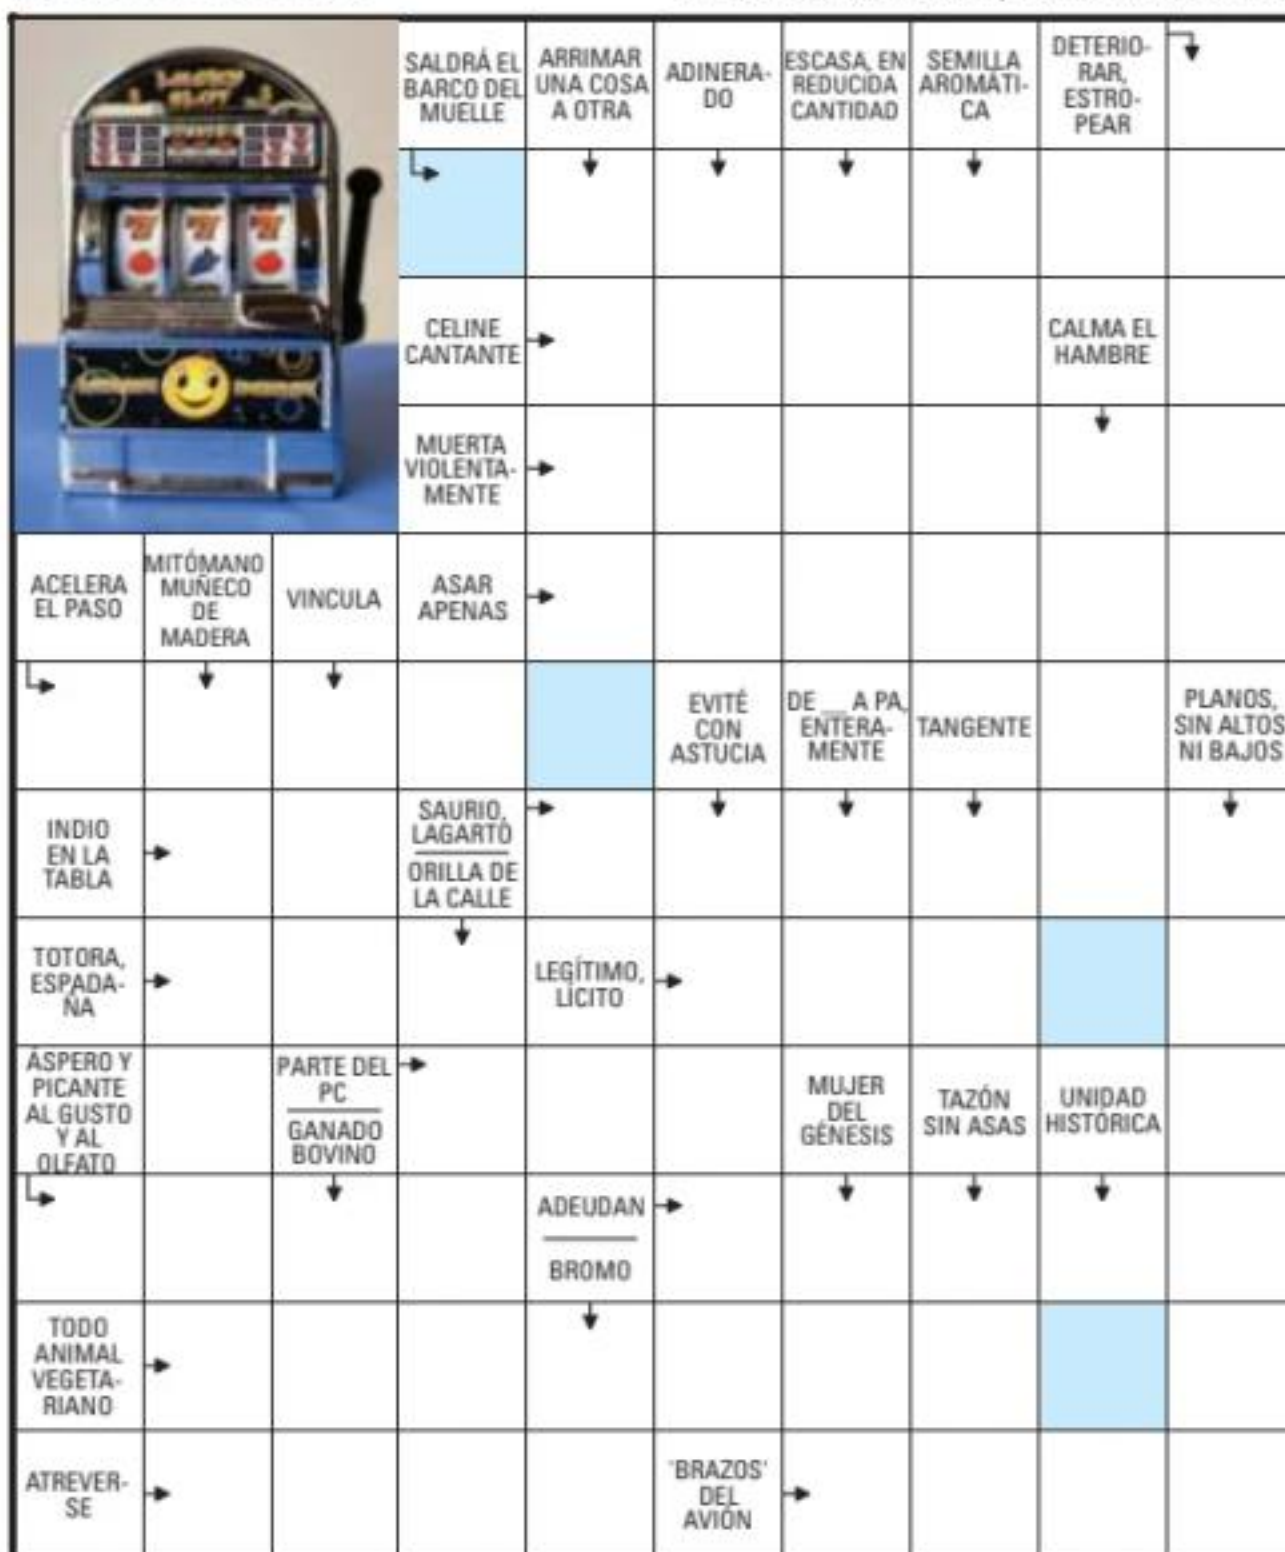 LUCKY
SLOT
SALDRÁ EL
BARCO DEL
MUELLE
ARRIMAR
UNA COSA
A OTRA
ADINERA-
DO
ESCASA, EN
REDUCIDA
CANTIDAD
SEMILLA
AROMÁTI-
CA
DETERIO-
RAR,
ESTRO-
PEAR
7 7 7
CELINE
CANTANTE
CALMA EL
HAMBRE
MUERTA
VIOLENTA-
MENTE
ACELERA
EL PASO
MITÓMANO
MUÑECO
DE
MADERA
VINCULA
ASAR
APENAS
EVITÉ
CON
ASTUCIA
DE __ A PA,
ENTERA-
MENTE
TANGENTE
PLANOS,
SIN ALTOS
NI BAJOS
INDIO
EN LA
TABLA
SAURIO,
LAGARTO
ORILLA DE
LA CALLE
TOTORA,
ESPADA-
ÑA
LEGÍTIMO,
LÍCITO
ÁSPERO Y
PICANTE
AL GUSTO
Y AL
OLFATO
PARTE DEL
PC
GANADO
BOVINO
MUJER
DEL
GÉNESIS
TAZÓN
SIN ASAS
UNIDAD
HISTÓRICA
ADEUDAN
BROMO
TODO
ANIMAL
VEGETA-
RIANO
ATREVER-
SE
'BRAZOS'
DEL
AVIÓN